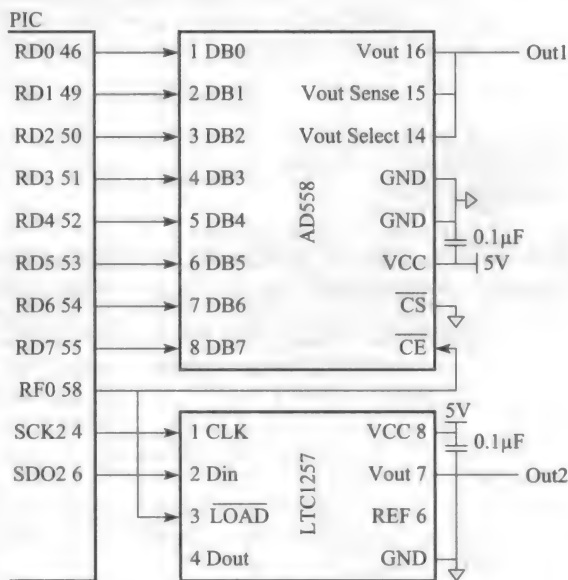 PIC
RD0 46
RD1 49
RD2 50
RD3 51
RD4 52
RD5 53
RD6 54
RD7 55
RF0 58
SCK2 4
SDO2 6
1 DB0
2 DB1
3 DB2
4 DB3
5 DB4
6 DB5
7 DB6
8 DB7
AD558
Vout 16
Vout Sense 15
Vout Select 14
GND
GND
VCC
CS
CE
Out1
0.1µF
5V
1 CLK
2 Din
3 LOAD
4 Dout
LTC1257
VCC 8
Vout 7
REF 6
GND
5V
0.1µF
Out2